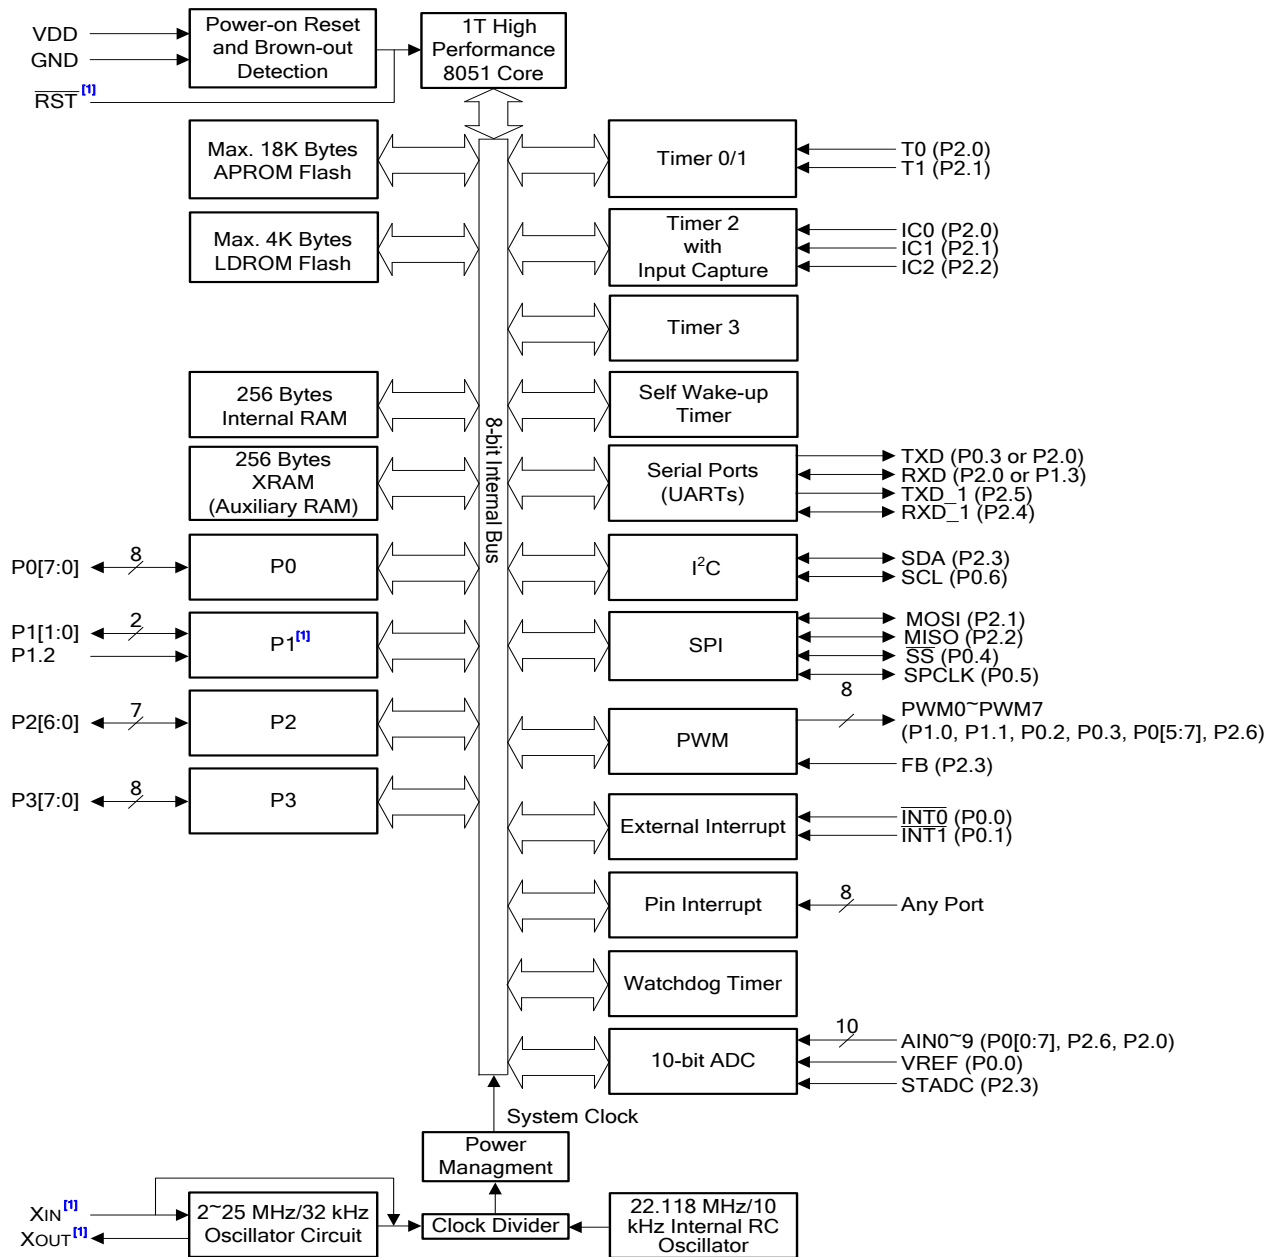 VDD
GND
RST[1]
Power-on Reset
and Brown-out
Detection
1T High
Performance
8051 Core
Max. 18K Bytes
APROM Flash
Max. 4K Bytes
LDROM Flash
256 Bytes
Internal RAM
256 Bytes
XRAM
(Auxiliary RAM)
P0[7:0]
8
P0
P1[1:0]
2
P1.2
P1[1]
P2[6:0]
7
P2
P3[7:0]
8
P3
8-bit Internal Bus
Timer 0/1
T0 (P2.0)
T1 (P2.1)
Timer 2
with
Input Capture
IC0 (P2.0)
IC1 (P2.1)
IC2 (P2.2)
Timer 3
Self Wake-up
Timer
Serial Ports
(UARTs)
TXD (P0.3 or P2.0)
RXD (P2.0 or P1.3)
TXD_1 (P2.5)
RXD_1 (P2.4)
I2C
SDA (P2.3)
SCL (P0.6)
SPI
MOSI (P2.1)
MISO (P2.2)
SS (P0.4)
SPCLK (P0.5)
PWM
8
PWM0~PWM7
(P1.0, P1.1, P0.2, P0.3, P0[5:7], P2.6)
FB (P2.3)
External Interrupt
INT0 (P0.0)
INT1 (P0.1)
Pin Interrupt
8
Any Port
Watchdog Timer
10-bit ADC
10
AIN0~9 (P0[0:7], P2.6, P2.0)
VREF (P0.0)
STADC (P2.3)
System Clock
Power
Managment
XIN[1]
XOUT[1]
2~25 MHz/32 kHz
Oscillator Circuit
Clock Divider
22.118 MHz/10
kHz Internal RC
Oscillator